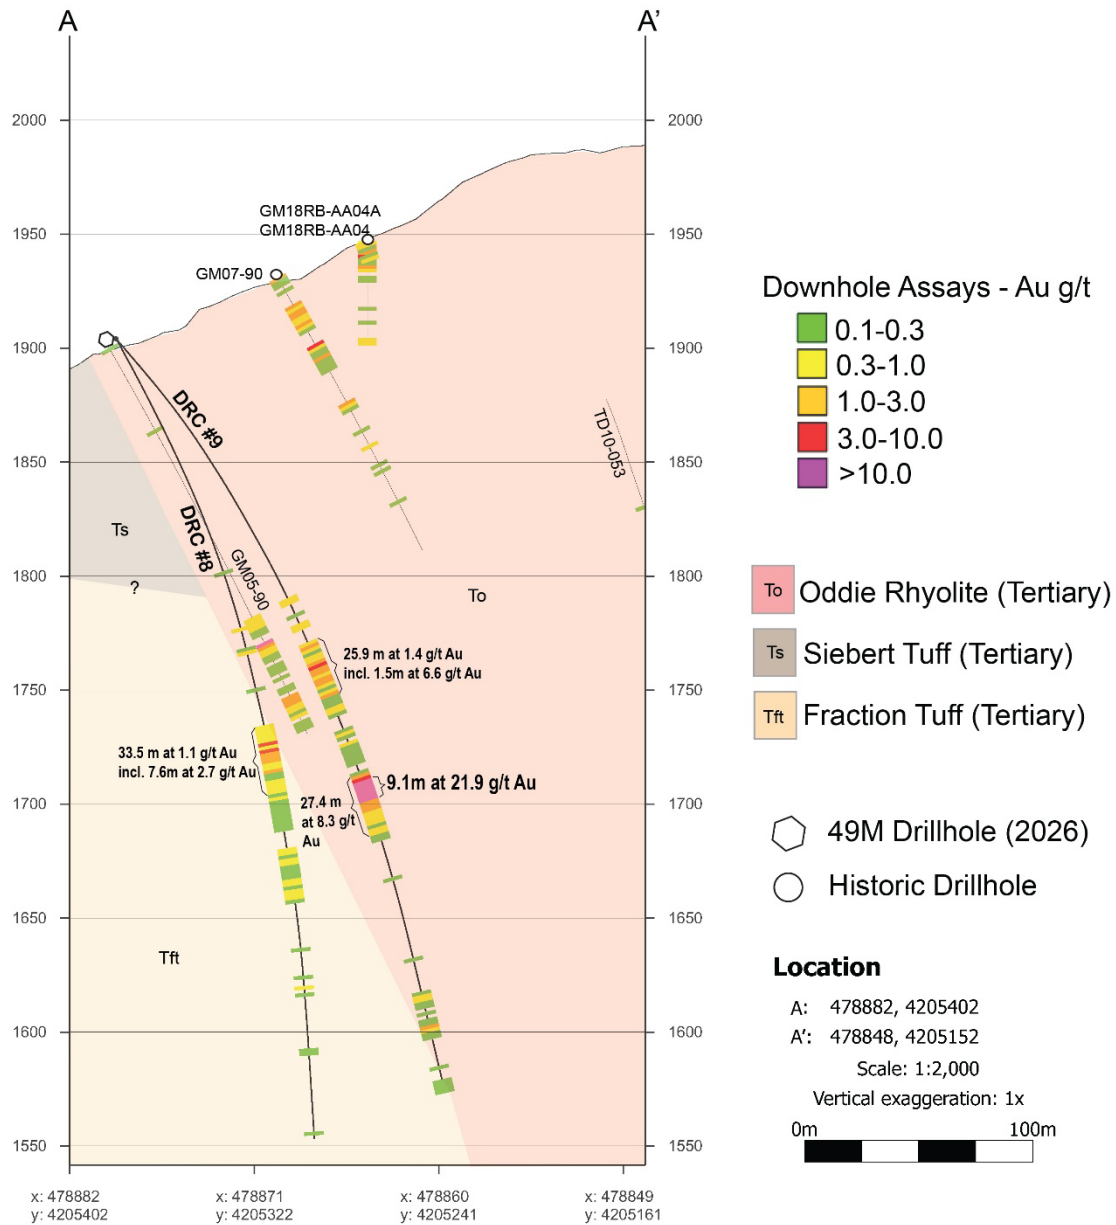 A
A'
2000
2000
GM18RB-AA04A
GM18RB-AA04
1950
1950
GM07-90
1900
1900
DRC #9
TD10-053
1850
1850
DRC #8
Ts
GM05-90
1800
1800
?
To
25.9 m at 1.4 g/t Au
incl. 1.5m at 6.6 g/t Au
1750
1750
33.5 m at 1.1 g/t Au
incl. 7.6m at 2.7 g/t Au
9.1m at 21.9 g/t Au
27.4 m
at 8.3 g/t
Au
1700
1700
1650
1650
Tft
1600
1600
1550
1550
x: 478882
y: 4205402
x: 478871
y: 4205322
x: 478860
y: 4205241
x: 478849
y: 4205161
Downhole Assays - Au g/t
0.1-0.3
0.3-1.0
1.0-3.0
3.0-10.0
>10.0
To Oddie Rhyolite (Tertiary)
Ts Siebert Tuff (Tertiary)
Tft Fraction Tuff (Tertiary)
49M Drillhole (2026)
Historic Drillhole
Location
A: 478882, 4205402
A': 478848, 4205152
Scale: 1:2,000
Vertical exaggeration: 1x
0m 100m